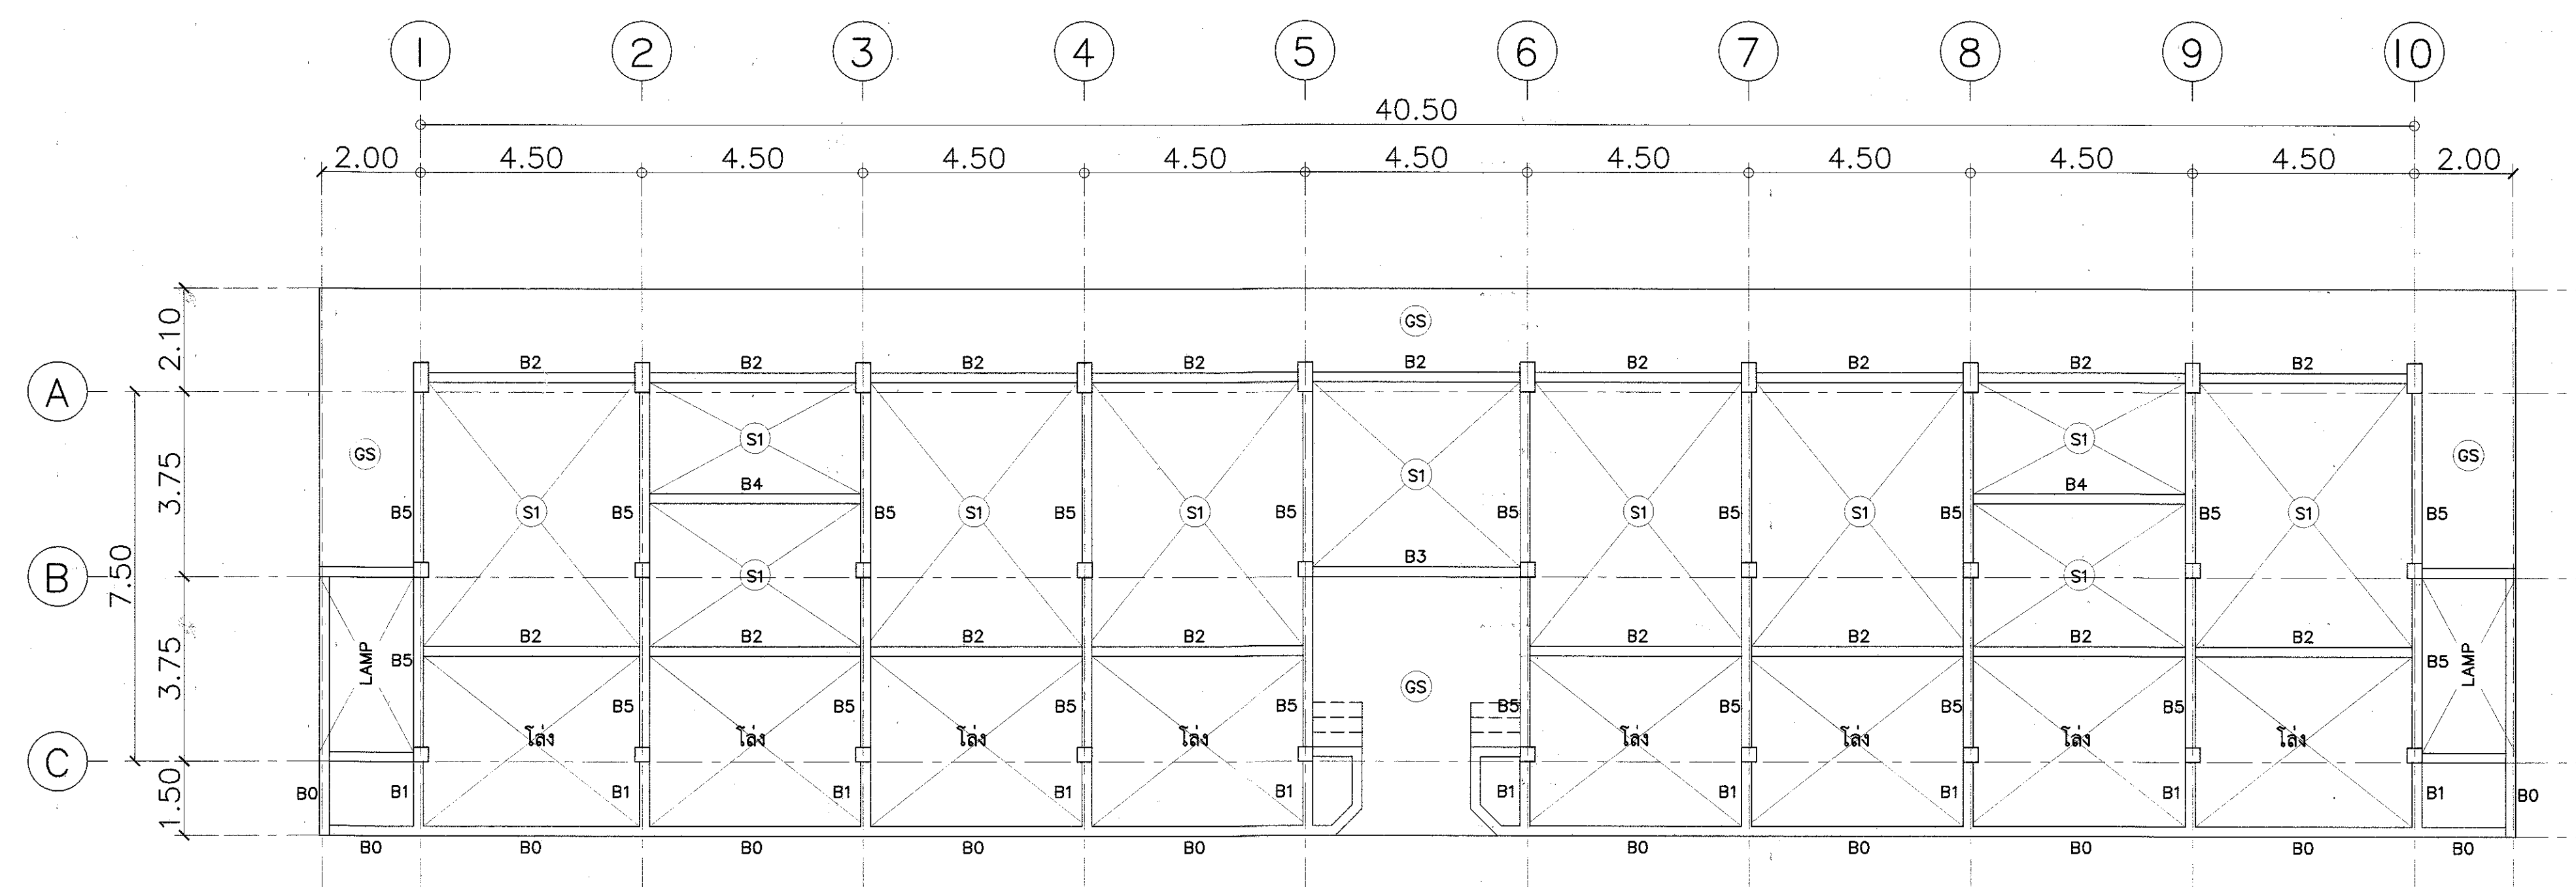 1 2 3 4 5 6 7 8 9 10
40.50
2.00 4.50 4.50 4.50 4.50 4.50 4.50 4.50 4.50 4.50 2.00
2.10
GS
B2 B2 B2 B2 B2 B2 B2 B2 B2
A
S1 S1
GS S1 GS
3.75
B4 B4
B5 S1 B5 B5 S1 B5 S1 B5 B5 S1 B5 S1 B5 B5 S1 B5
B3
7.50
B
S1 S1
B2 B2 B2 B2 B2 B2 B2 B2
3.75
LAMP B5 B5 LAMP
GS
B5 B5 B5 B5 B5 B5 B5 B5
โล่ง โล่ง โล่ง โล่ง โล่ง โล่ง โล่ง โล่ง
C
1.50
B0 B1 B1 B1 B1 B1 B1 B1 B1 B1 B1 B0
B0 B0 B0 B0 B0 B0 B0 B0 B0 B0